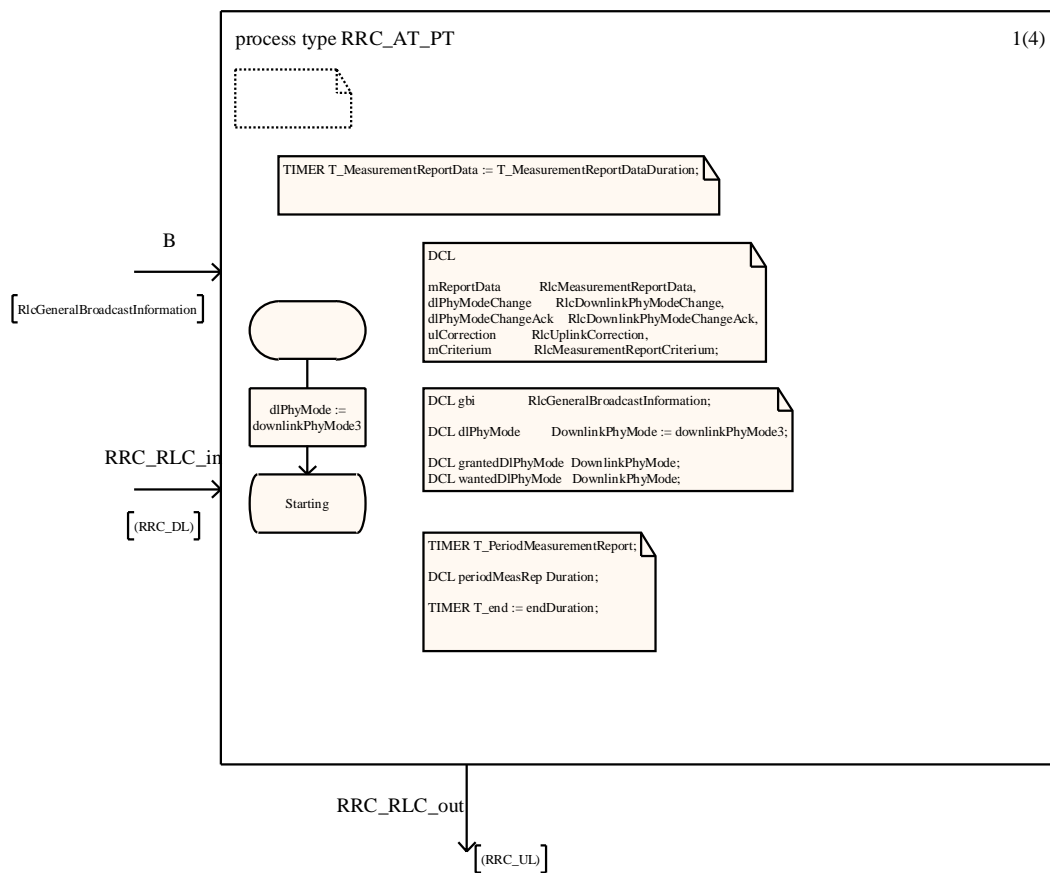 process type RRC_AT_PT 1(4)
TIMER T_MeasurementReportData := T_MeasurementReportDataDuration;
B
[RlcGeneralBroadcastInformation]
DCL
mReportData RlcMeasurementReportData,
dlPhyModeChange RlcDownlinkPhyModeChange,
dlPhyModeChangeAck RlcDownlinkPhyModeChangeAck,
ulCorrection RlcUplinkCorrection,
mCriterium RlcMeasurementReportCriterium;
dlPhyMode :=
downlinkPhyMode3
DCL gbi RlcGeneralBroadcastInformation;
DCL dlPhyMode DownlinkPhyMode := downlinkPhyMode3;
DCL grantedDlPhyMode DownlinkPhyMode;
DCL wantedDlPhyMode DownlinkPhyMode;
RRC_RLC_in
[(RRC_DL)]
Starting
TIMER T_PeriodMeasurementReport;
DCL periodMeasRep Duration;
TIMER T_end := endDuration;
RRC_RLC_out
[(RRC_UL)]